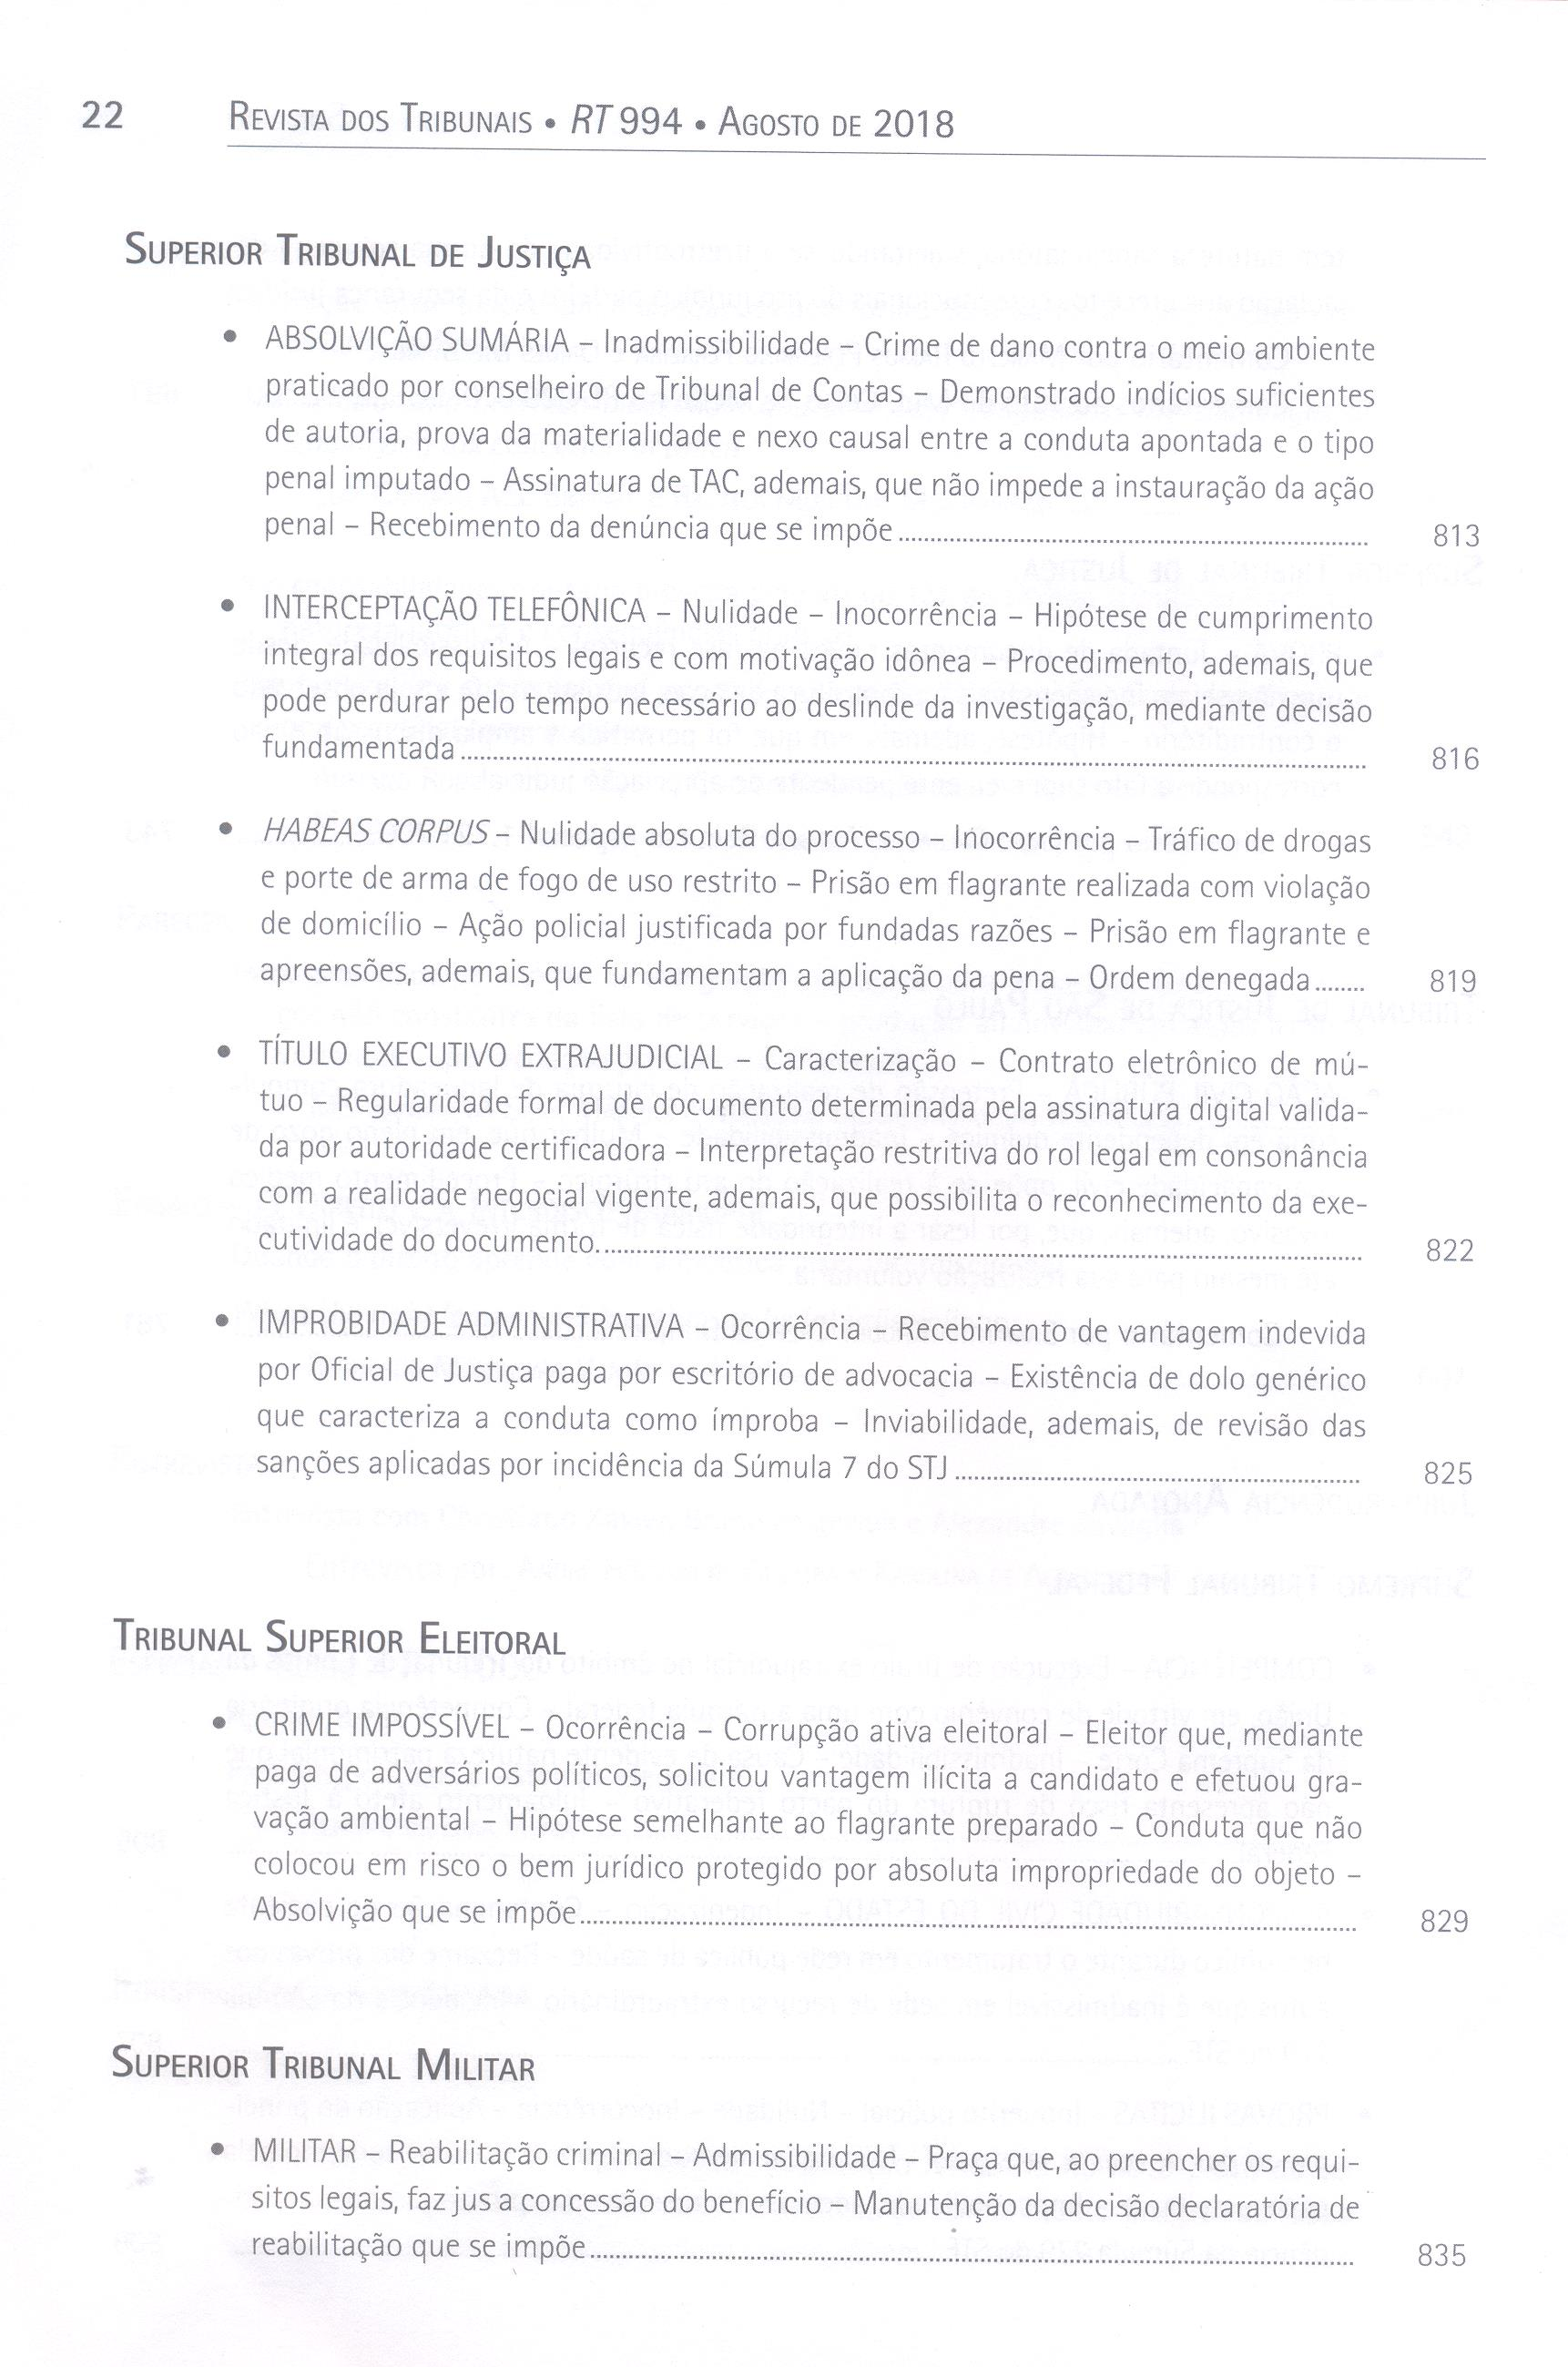 22 REVISTA DOS TRIBUNAIS • RT 994 • AGOSTO DE 2018
SUPERIOR TRIBUNAL DE JUSTIÇA
• ABSOLVIÇÃO SUMÁRIA – Inadmissibilidade – Crime de dano contra o meio ambiente
praticado por conselheiro de Tribunal de Contas – Demonstrado indícios suficientes
de autoria, prova da materialidade e nexo causal entre a conduta apontada e o tipo
penal imputado – Assinatura de TAC, ademais, que não impede a instauração da ação
penal – Recebimento da denúncia que se impõe ........ 813
• INTERCEPTAÇÃO TELEFÔNICA – Nulidade – Inocorrência – Hipótese de cumprimento
integral dos requisitos legais e com motivação idônea – Procedimento, ademais, que
pode perdurar pelo tempo necessário ao deslinde da investigação, mediante decisão
fundamentada ........ 816
• HABEAS CORPUS – Nulidade absoluta do processo – Inocorrência – Tráfico de drogas
e porte de arma de fogo de uso restrito – Prisão em flagrante realizada com violação
de domicílio – Ação policial justificada por fundadas razões – Prisão em flagrante e
apreensões, ademais, que fundamentam a aplicação da pena – Ordem denegada ........ 819
• TÍTULO EXECUTIVO EXTRAJUDICIAL – Caracterização – Contrato eletrônico de mú-
tuo – Regularidade formal de documento determinada pela assinatura digital valida-
da por autoridade certificadora – Interpretação restritiva do rol legal em consonância
com a realidade negocial vigente, ademais, que possibilita o reconhecimento da exe-
cutividade do documento. ........ 822
• IMPROBIDADE ADMINISTRATIVA – Ocorrência – Recebimento de vantagem indevida
por Oficial de Justiça paga por escritório de advocacia – Existência de dolo genérico
que caracteriza a conduta como ímproba – Inviabilidade, ademais, de revisão das
sanções aplicadas por incidência da Súmula 7 do STJ ........ 825
TRIBUNAL SUPERIOR ELEITORAL
• CRIME IMPOSSÍVEL – Ocorrência – Corrupção ativa eleitoral – Eleitor que, mediante
paga de adversários políticos, solicitou vantagem ilícita a candidato e efetuou gra-
vação ambiental – Hipótese semelhante ao flagrante preparado – Conduta que não
colocou em risco o bem jurídico protegido por absoluta impropriedade do objeto –
Absolvição que se impõe ........ 829
SUPERIOR TRIBUNAL MILITAR
• MILITAR – Reabilitação criminal – Admissibilidade – Praça que, ao preencher os requi-
sitos legais, faz jus a concessão do benefício – Manutenção da decisão declaratória de
reabilitação que se impõe ........ 835